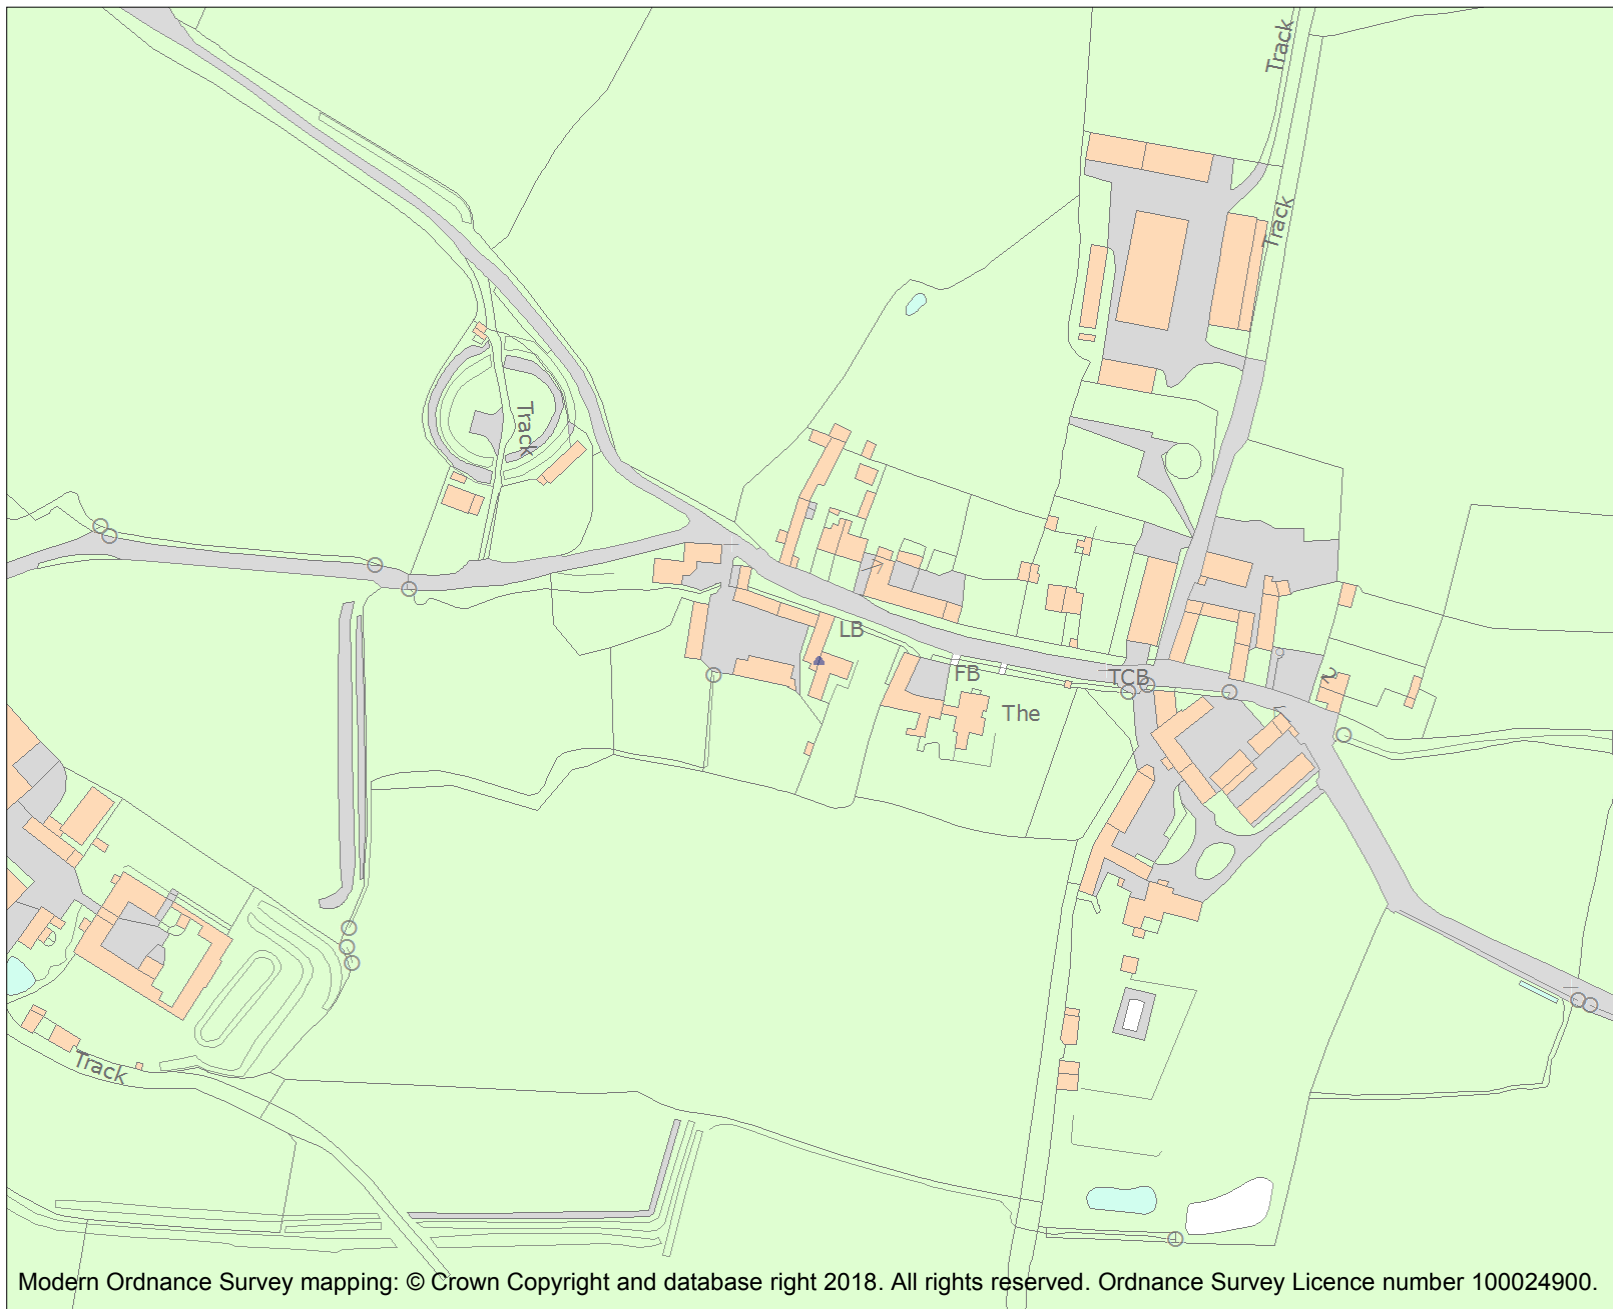 Track
Track
Track
LB
FB
TCB
The
Track
Modern Ordnance Survey mapping: © Crown Copyright and database right 2018. All rights reserved. Ordnance Survey Licence number 100024900.